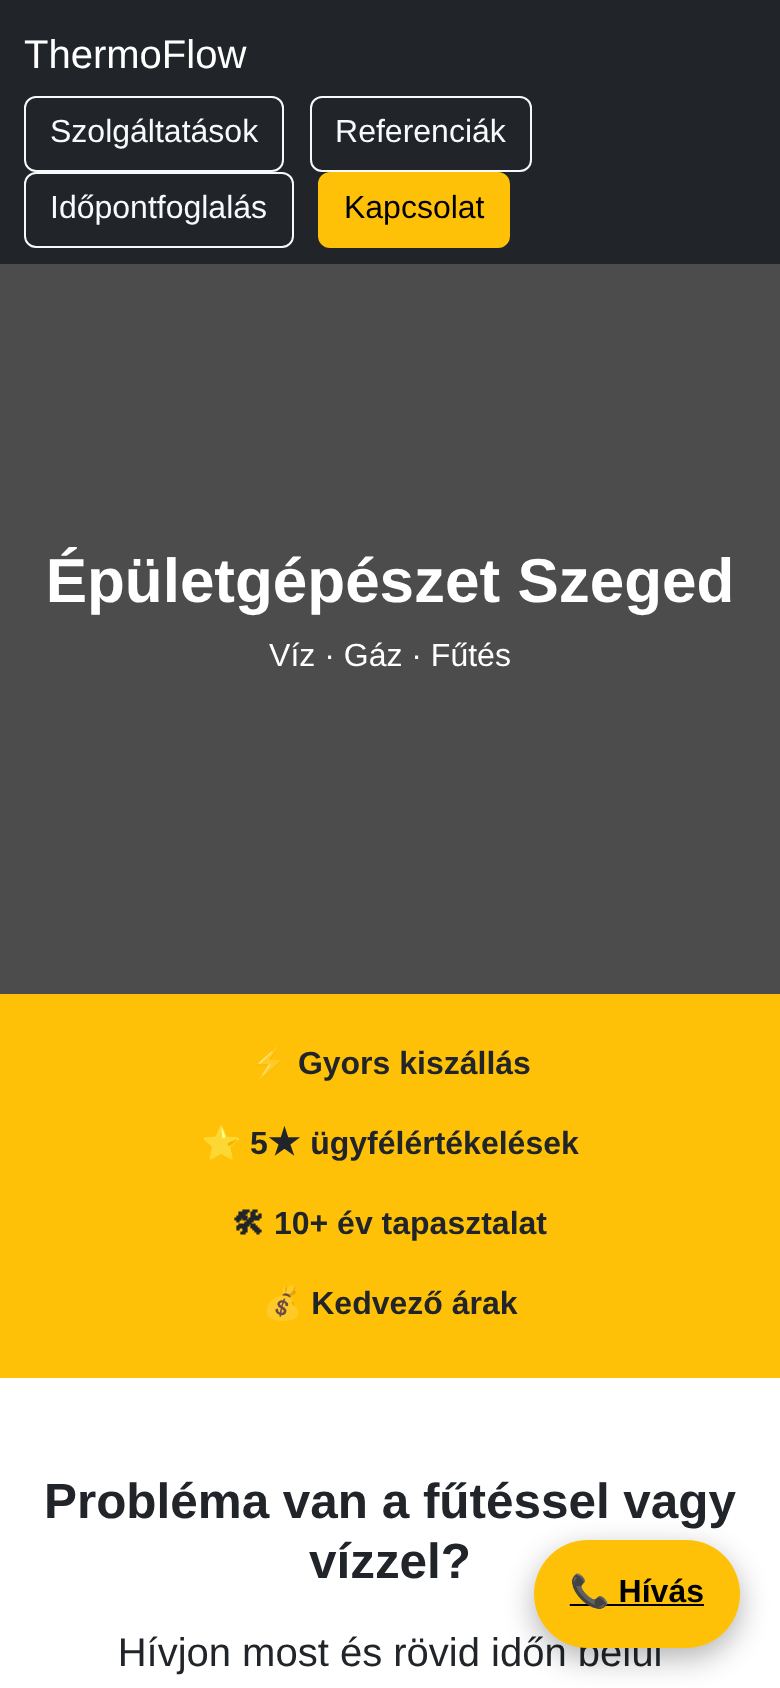 ThermoFlow
Szolgáltatások Referenciák
Időpontfoglalás Kapcsolat
Épületgépészet Szeged
Víz · Gáz · Fűtés
⚡ Gyors kiszállás
⭐ 5★ ügyfélértékelések
🛠 10+ év tapasztalat
💰 Kedvező árak
Probléma van a fűtéssel vagy
vízzel?
📞 Hívás
Hívjon most és rövid időn belül